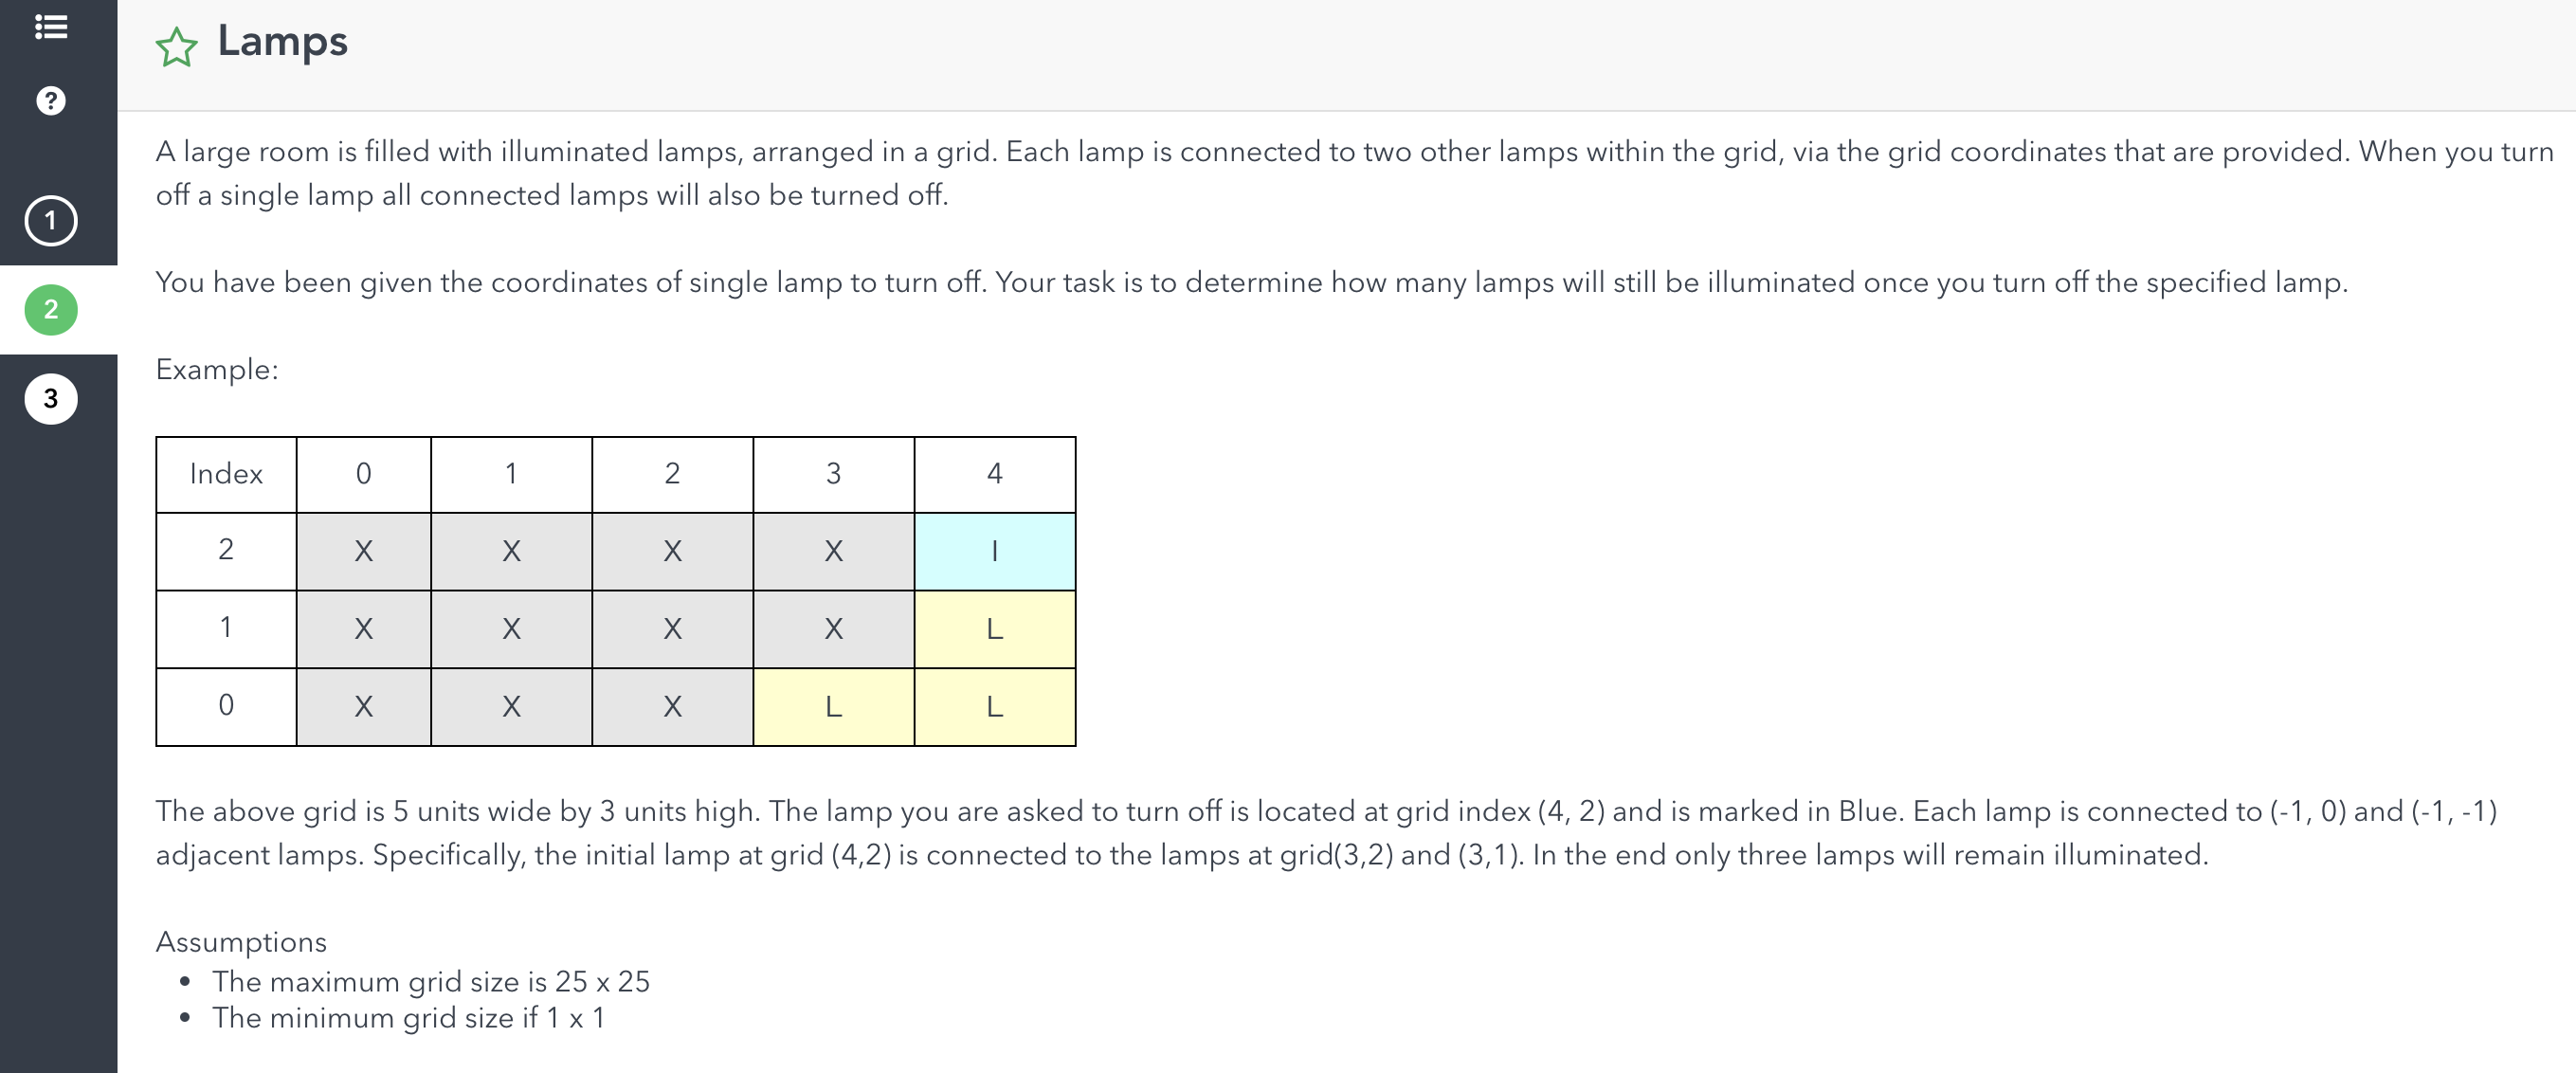 Lamps
?
1
2
3
A large room is filled with illuminated lamps, arranged in a grid. Each lamp is connected to two other lamps within the grid, via the grid coordinates that are provided. When you turn
off a single lamp all connected lamps will also be turned off.
You have been given the coordinates of single lamp to turn off. Your task is to determine how many lamps will still be illuminated once you turn off the specified lamp.
Example:
Index 0 1 2 3 4
2 X X X X I
1 X X X X L
0 X X X L L
The above grid is 5 units wide by 3 units high. The lamp you are asked to turn off is located at grid index (4, 2) and is marked in Blue. Each lamp is connected to (-1, 0) and (-1, -1)
adjacent lamps. Specifically, the initial lamp at grid (4,2) is connected to the lamps at grid(3,2) and (3,1). In the end only three lamps will remain illuminated.
Assumptions
• The maximum grid size is 25 x 25
• The minimum grid size if 1 x 1